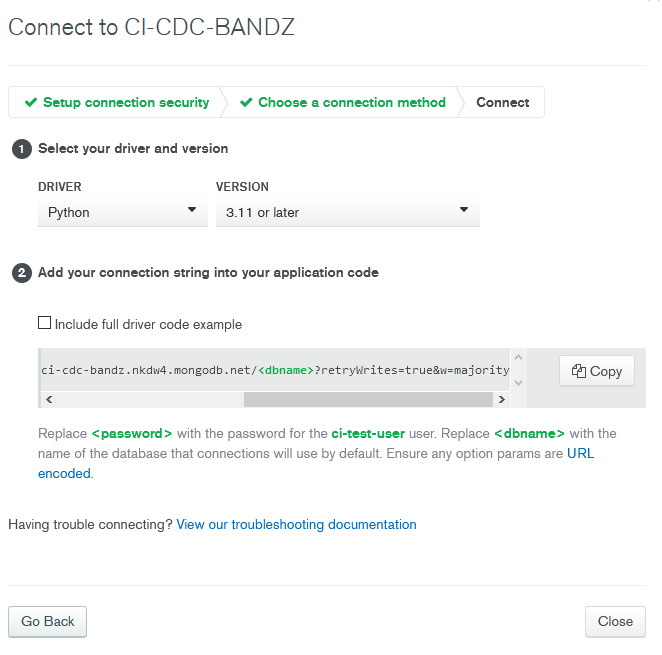 Connect to CI-CDC-BANDZ
Setup connection security Choose a connection method Connect
1 Select your driver and version
DRIVER VERSION
Python 3.11 or later
2 Add your connection string into your application code
Include full driver code example
ci-cdc-bandz.nkdw4.mongodb.net/<dbname>?retryWrites=true&w=majority Copy
Replace <password> with the password for the ci-test-user user. Replace <dbname> with the
name of the database that connections will use by default. Ensure any option params are URL
encoded.
Having trouble connecting? View our troubleshooting documentation
Go Back Close